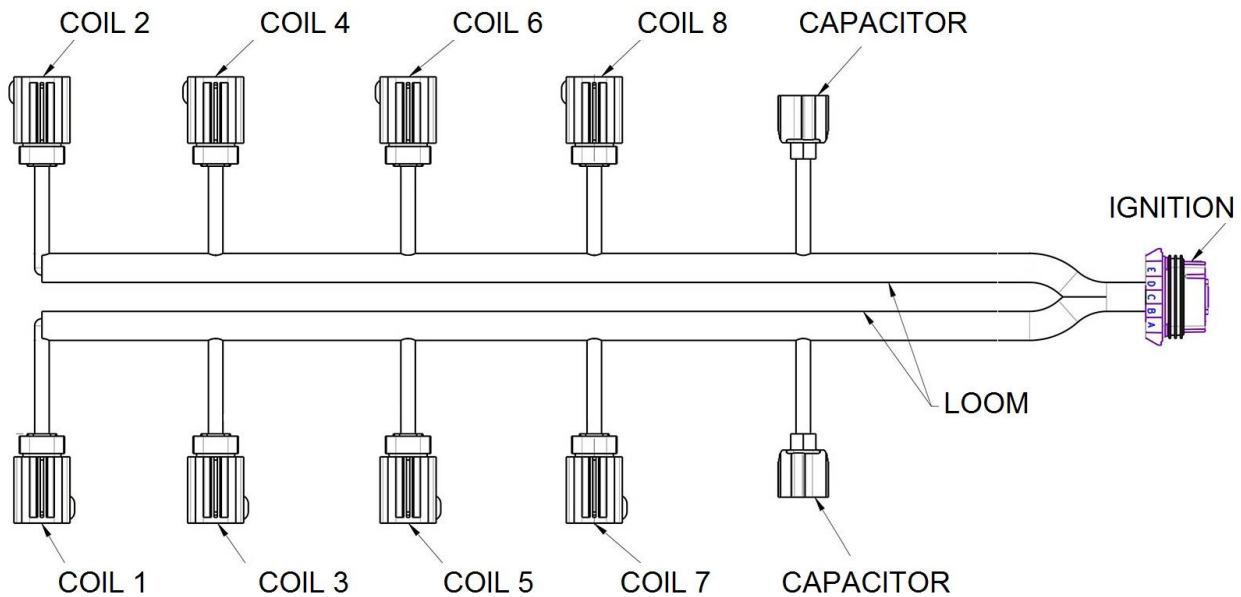 COIL 2
COIL 4
COIL 6
COIL 8
CAPACITOR
IGNITION
E
D
C
B
A
LOOM
COIL 1
COIL 3
COIL 5
COIL 7
CAPACITOR